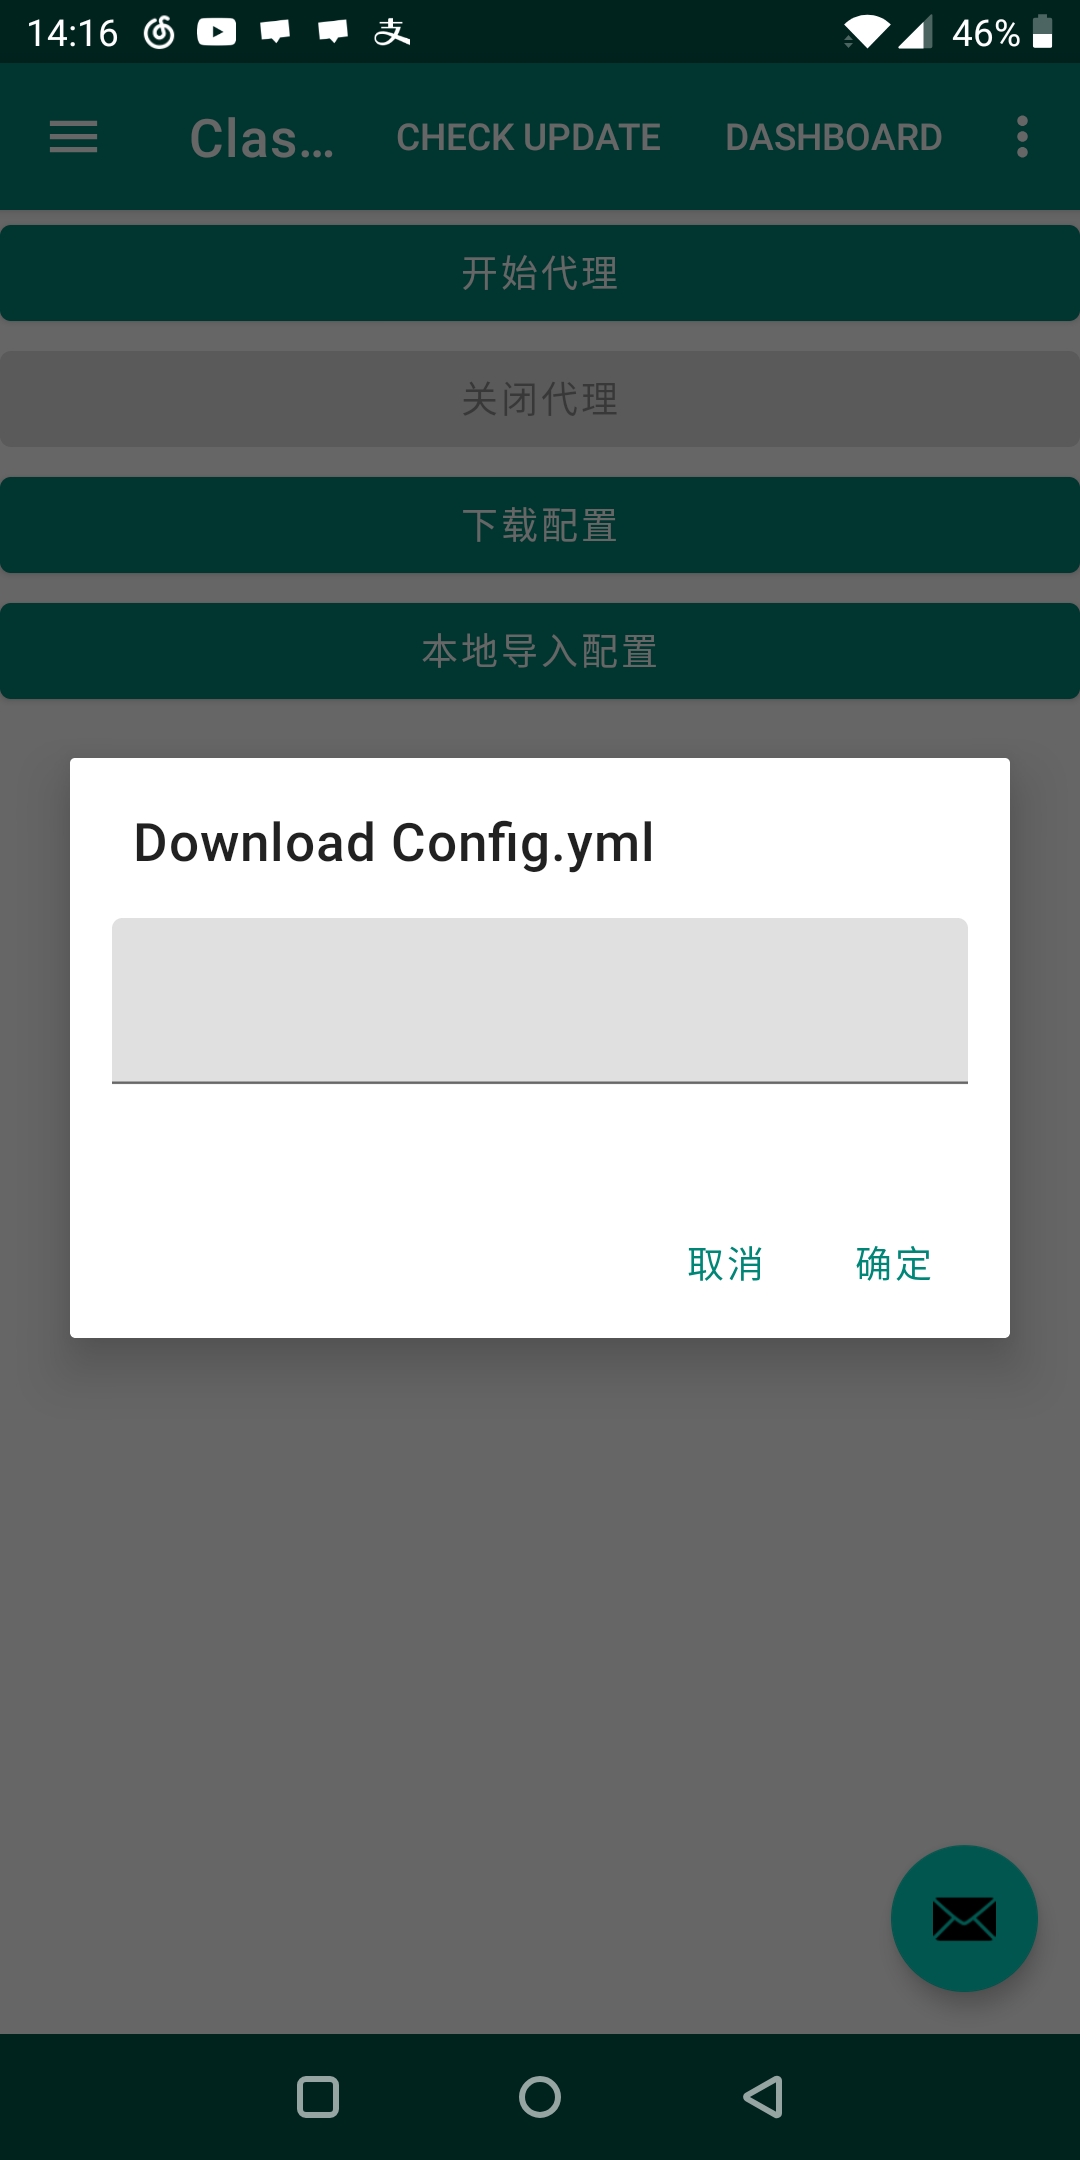 14:16
46%
Clas...
CHECK UPDATE
DASHBOARD
开始代理
关闭代理
下载配置
本地导入配置
Download Config.yml
取消
确定